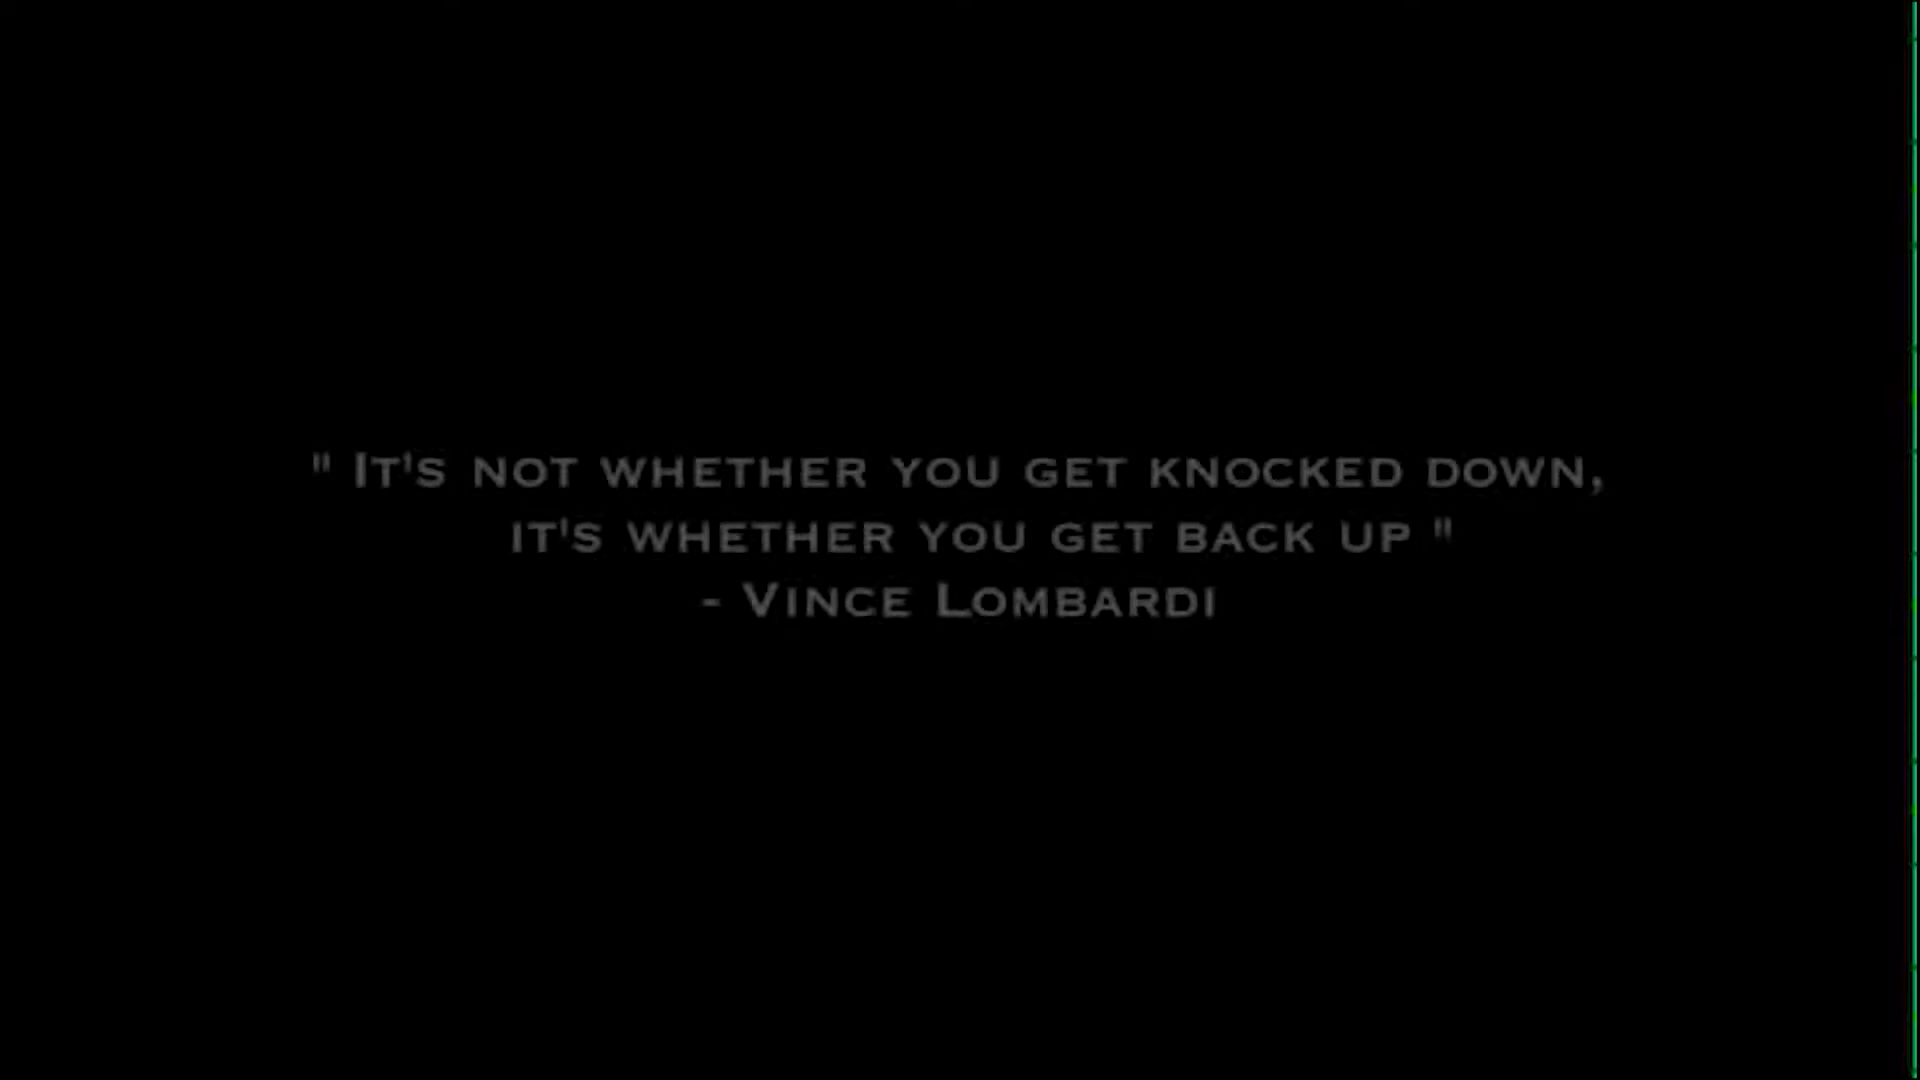 " It's not whether you get knocked down,
it's whether you get back up "
- Vince Lombardi